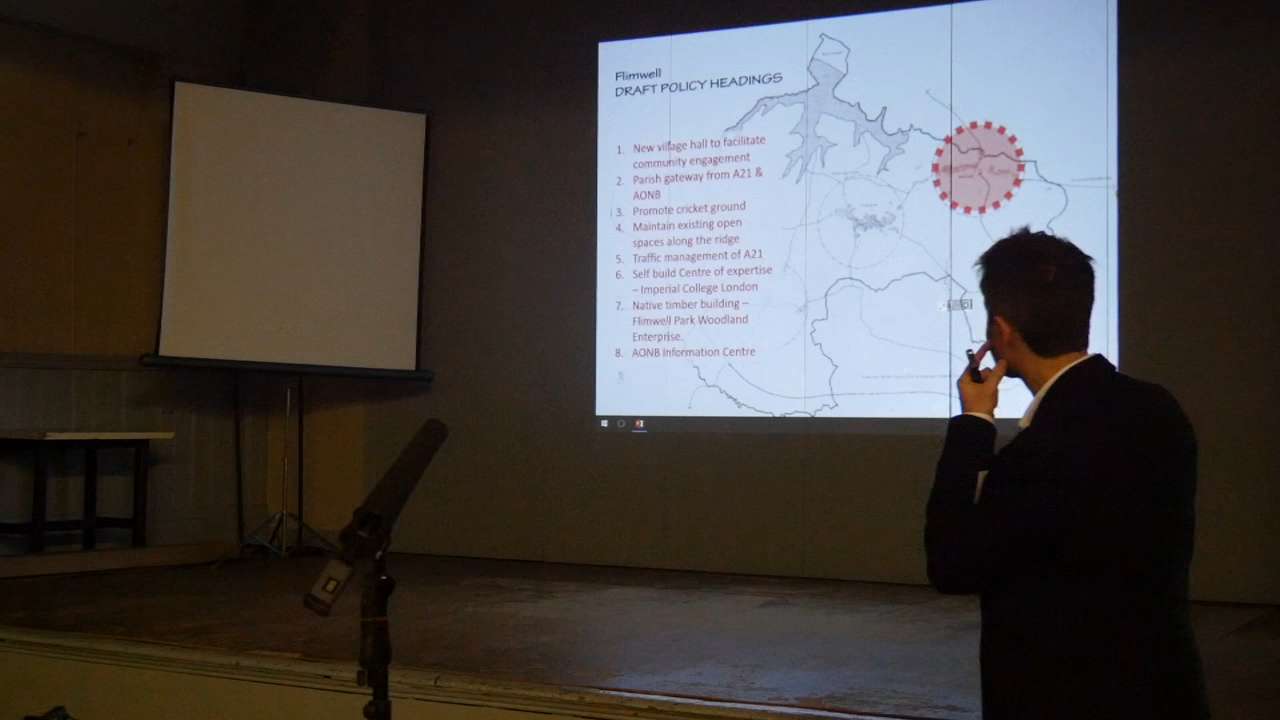 Flimwell
DRAFT POLICY HEADINGS
1. New village hall to facilitate
community engagement
2. Parish gateway from A21 &
AONB
3. Promote cricket ground
4. Maintain existing open
spaces along the ridge
5. Traffic management of A21
6. Self build Centre of expertise
– Imperial College London
7. Native timber building –
Flimwell Park Woodland
Enterprise.
8. AONB Information Centre